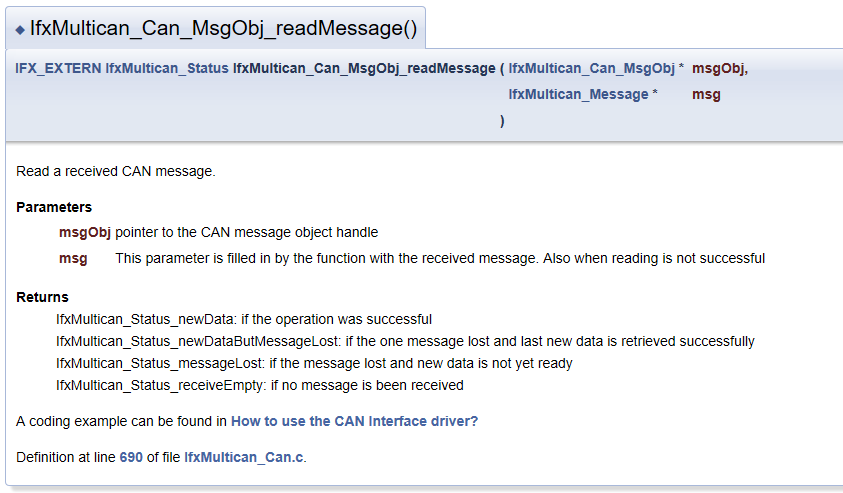 ◆ IfxMultican_Can_MsgObj_readMessage()
IFX_EXTERN IfxMultican_Status IfxMultican_Can_MsgObj_readMessage ( IfxMultican_Can_MsgObj * msgObj,
IfxMultican_Message * msg
)
Read a received CAN message.
Parameters
msgObj pointer to the CAN message object handle
msg This parameter is filled in by the function with the received message. Also when reading is not successful
Returns
IfxMultican_Status_newData: if the operation was successful
IfxMultican_Status_newDataButMessageLost: if the one message lost and last new data is retrieved successfully
IfxMultican_Status_messageLost: if the message lost and new data is not yet ready
IfxMultican_Status_receiveEmpty: if no message is been received
A coding example can be found in How to use the CAN Interface driver?
Definition at line 690 of file IfxMultican_Can.c.